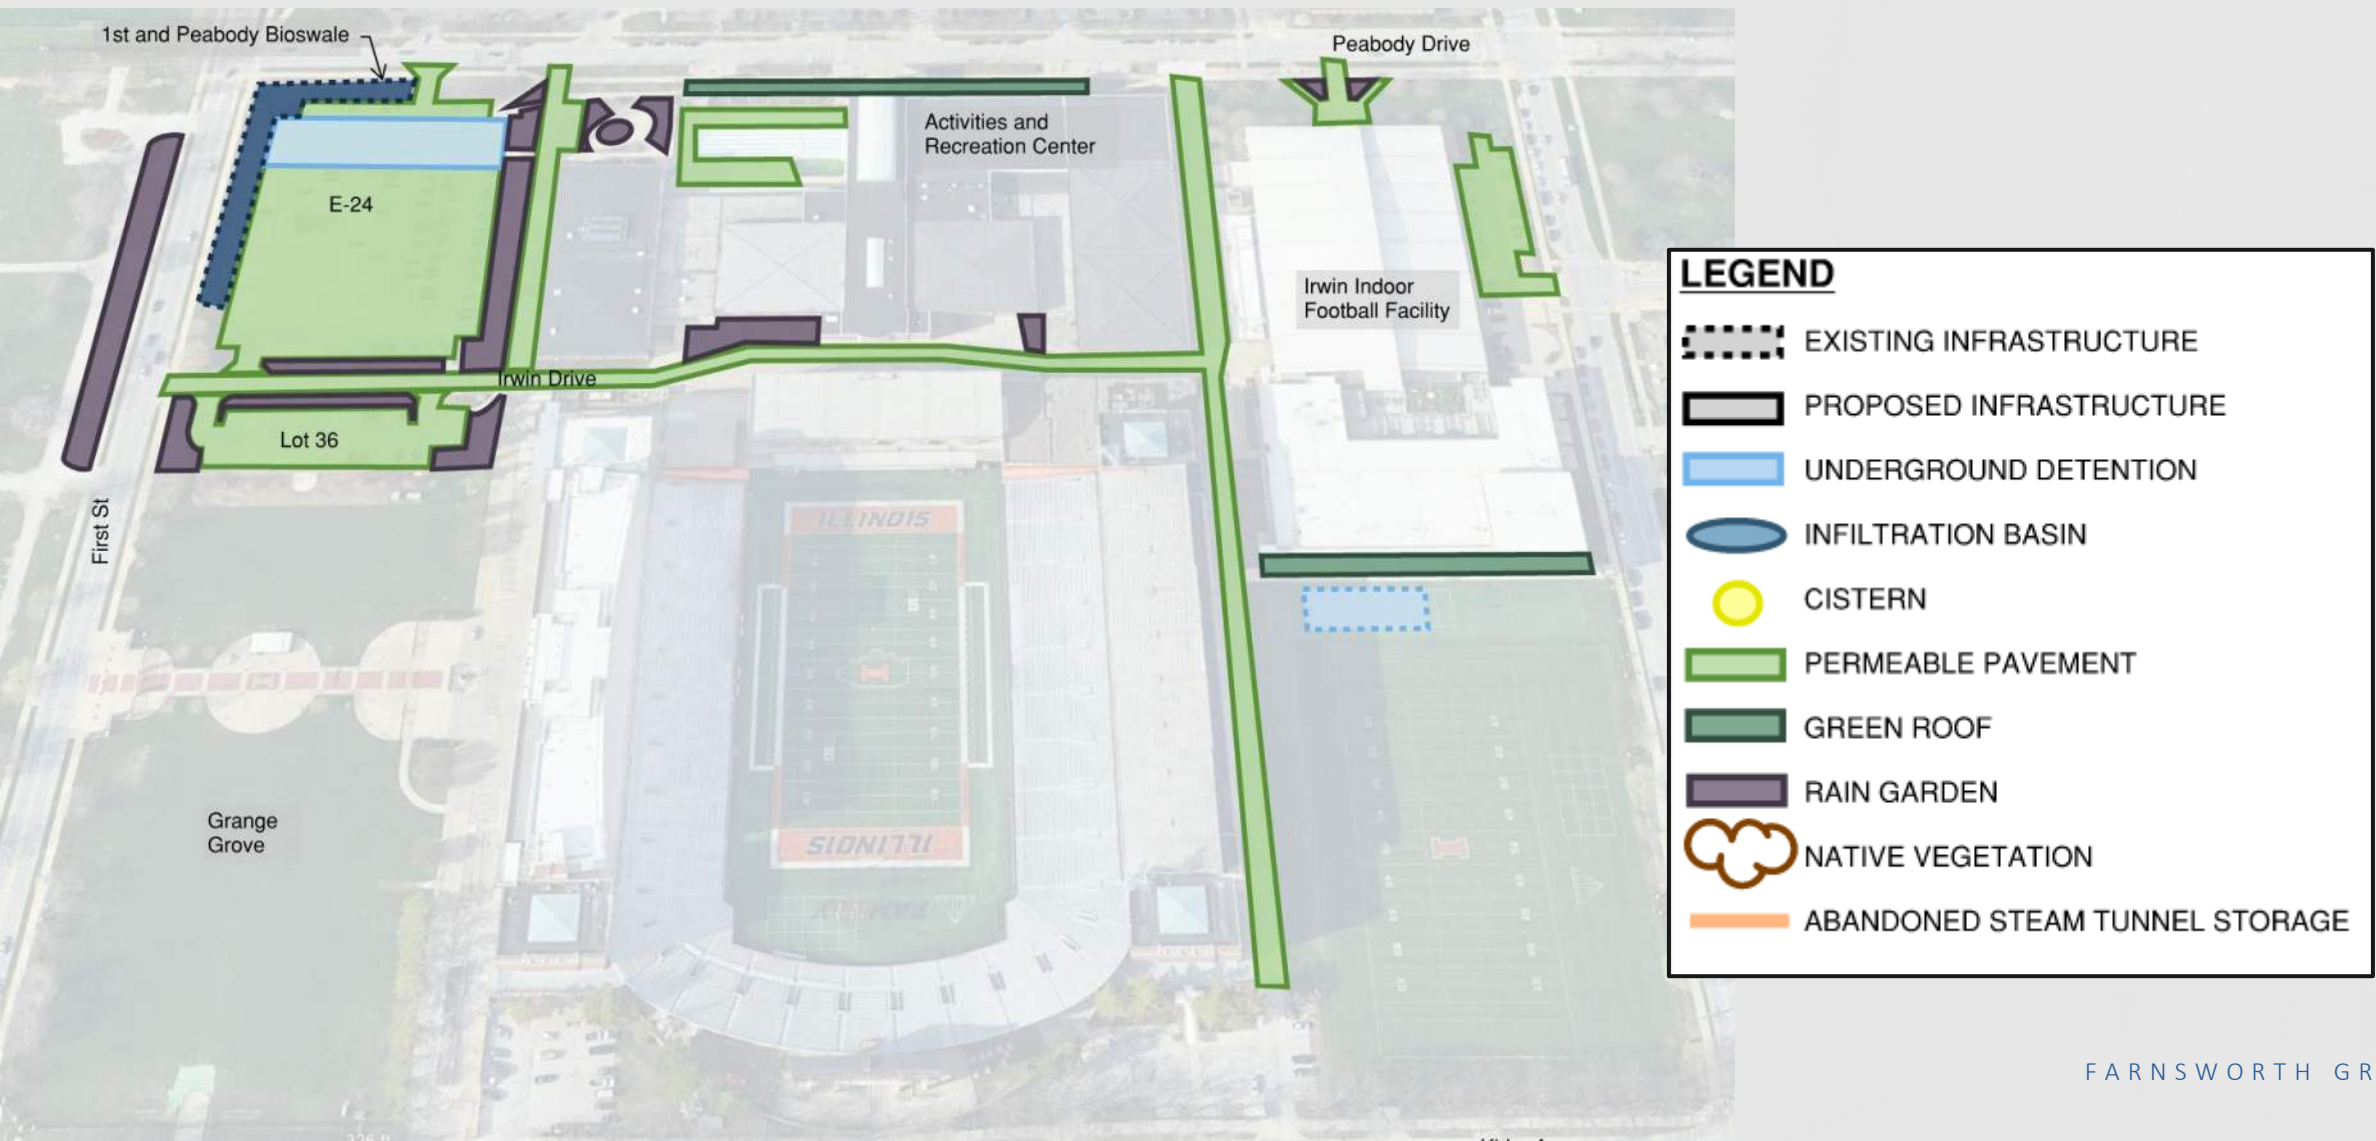 1st and Peabody Bioswale
Peabody Drive
Activities and
Recreation Center
E-24
Irwin Indoor
Football Facility
Irwin Drive
Lot 36
First St
ILLINOIS
ILLINOIS
Grange
Grove
LEGEND
EXISTING INFRASTRUCTURE
PROPOSED INFRASTRUCTURE
UNDERGROUND DETENTION
INFILTRATION BASIN
CISTERN
PERMEABLE PAVEMENT
GREEN ROOF
RAIN GARDEN
NATIVE VEGETATION
ABANDONED STEAM TUNNEL STORAGE
FARNSWORTH GR